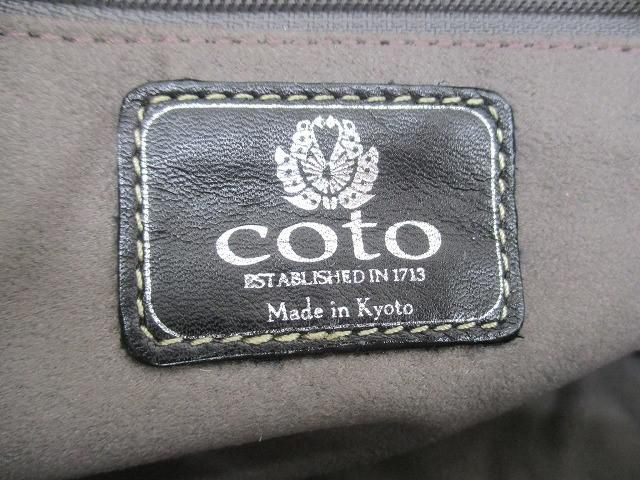 coto
ESTABLISHED IN 1713
Made in Kyoto